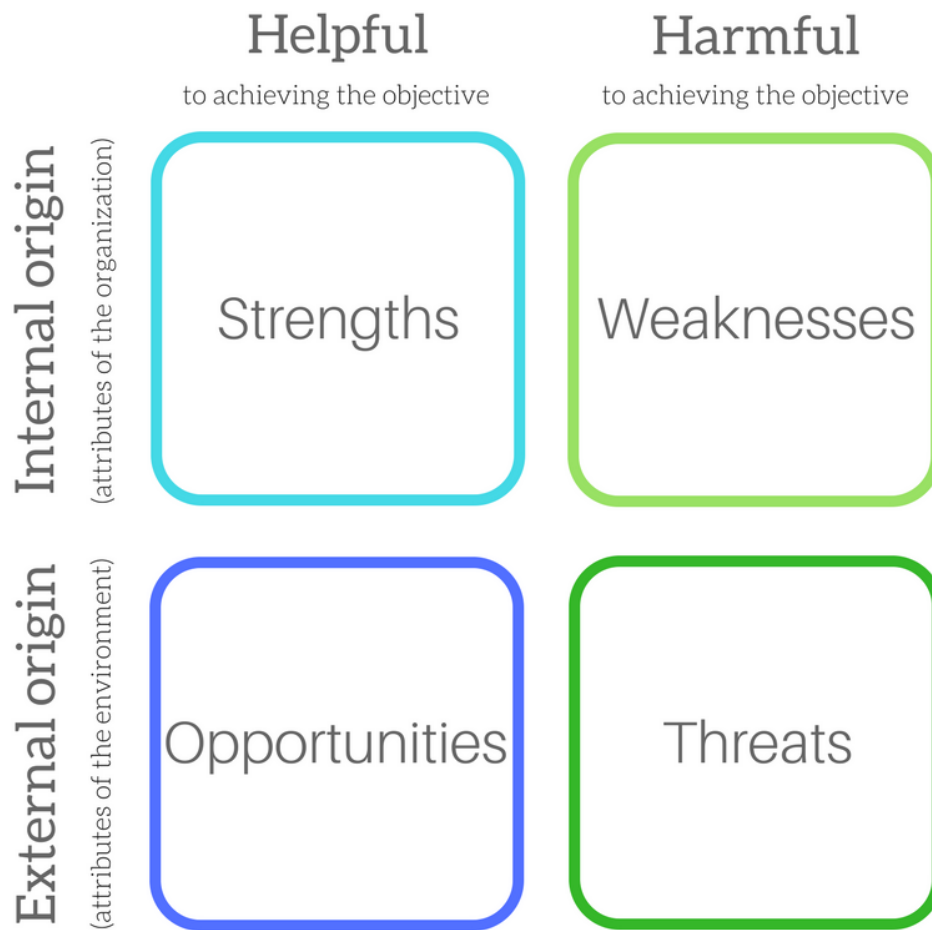 Helpful
to achieving the objective
Harmful
to achieving the objective
Internal origin
(attributes of the organization)
Strengths
Weaknesses
External origin
(attributes of the environment)
Opportunities
Threats